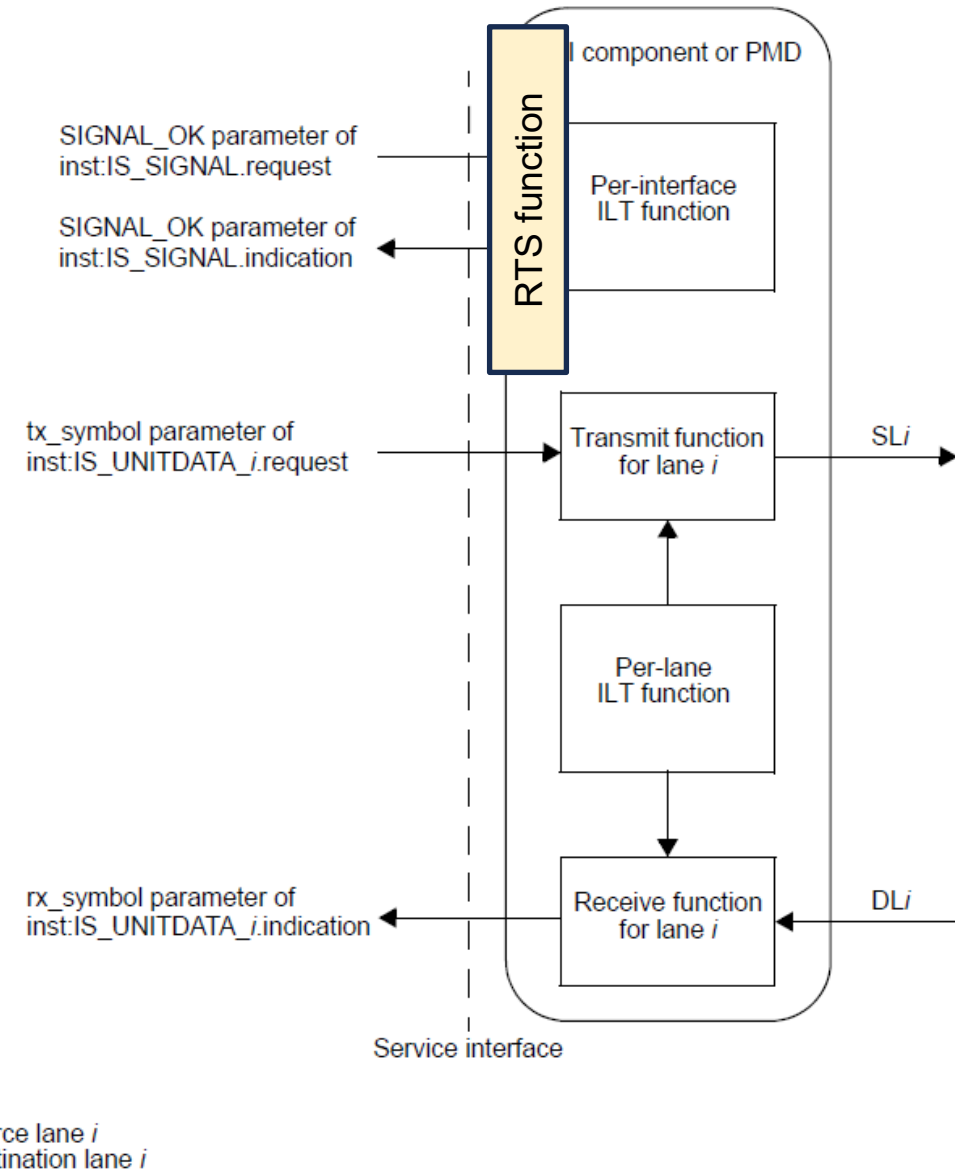 I component or PMD
RTS function
SIGNAL_OK parameter of
inst:IS_SIGNAL.request
Per-interface
ILT function
SIGNAL_OK parameter of
inst:IS_SIGNAL.indication
tx_symbol parameter of
inst:IS_UNITDATA_i.request
Transmit function
for lane i
SLi
Per-lane
ILT function
rx_symbol parameter of
inst:IS_UNITDATA_i.indication
Receive function
for lane i
DLi
Service interface
rce lane i
tination lane i